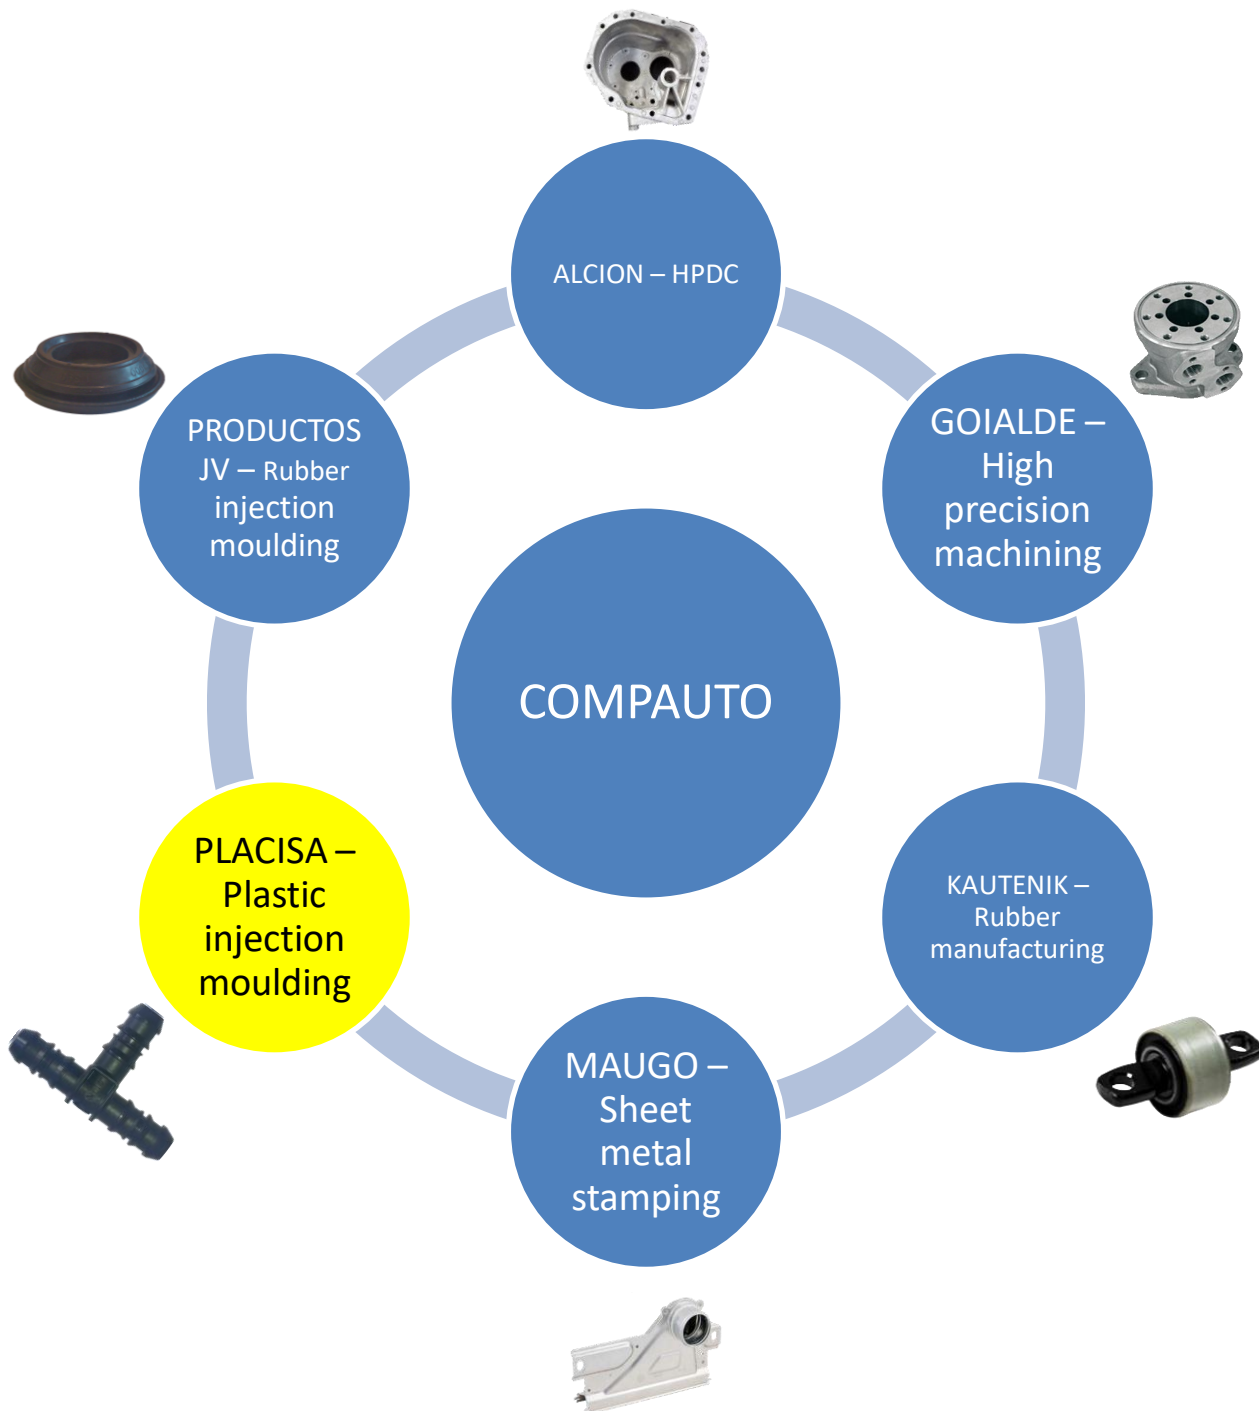 ALCION – HPDC
GOIALDE –
High
precision
machining
KAUTENIK –
Rubber
manufacturing
MAUGO –
Sheet
metal
stamping
PLACISA –
Plastic
injection
moulding
PRODUCTOS
JV – Rubber
injection
moulding
COMPAUTO